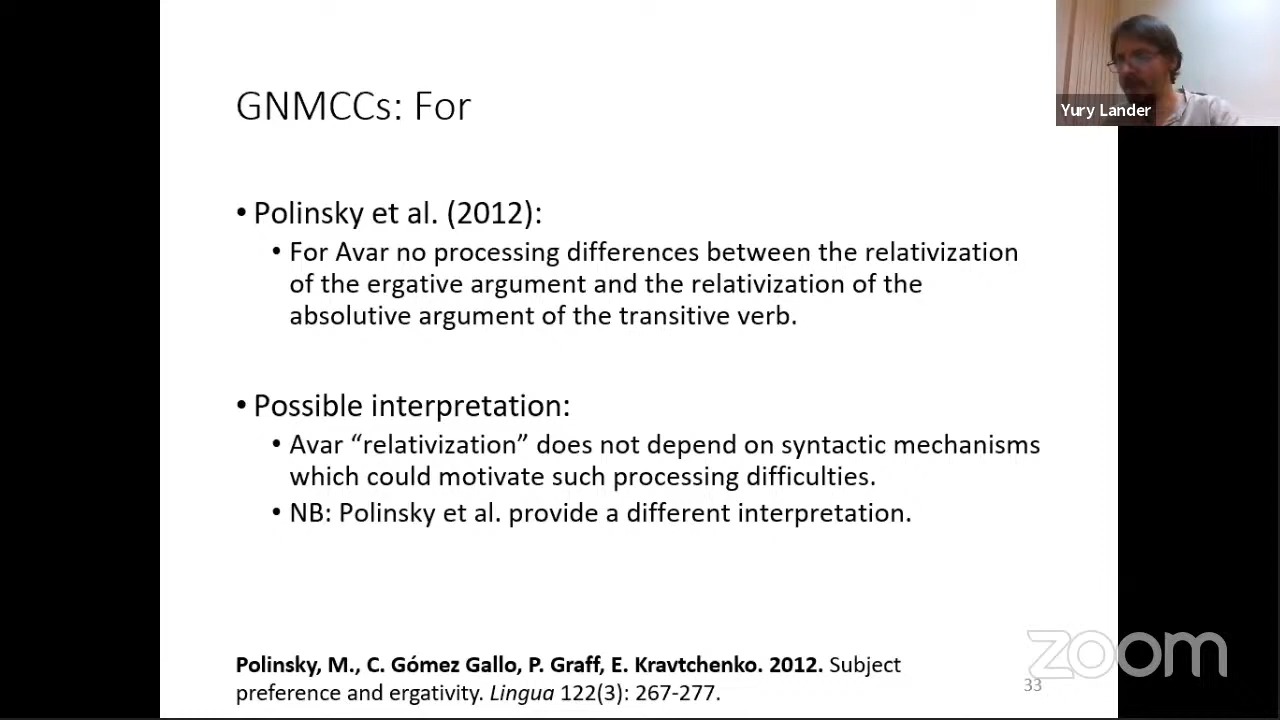 GNMCCs: For
Yury Lander
• Polinsky et al. (2012):
• For Avar no processing differences between the relativization
of the ergative argument and the relativization of the
absolutive argument of the transitive verb.
• Possible interpretation:
• Avar “relativization” does not depend on syntactic mechanisms
which could motivate such processing difficulties.
• NB: Polinsky et al. provide a different interpretation.
Polinsky, M., C. Gómez Gallo, P. Graff, E. Kravtchenko. 2012. Subject
preference and ergativity. Lingua 122(3): 267-277.
33
zoom